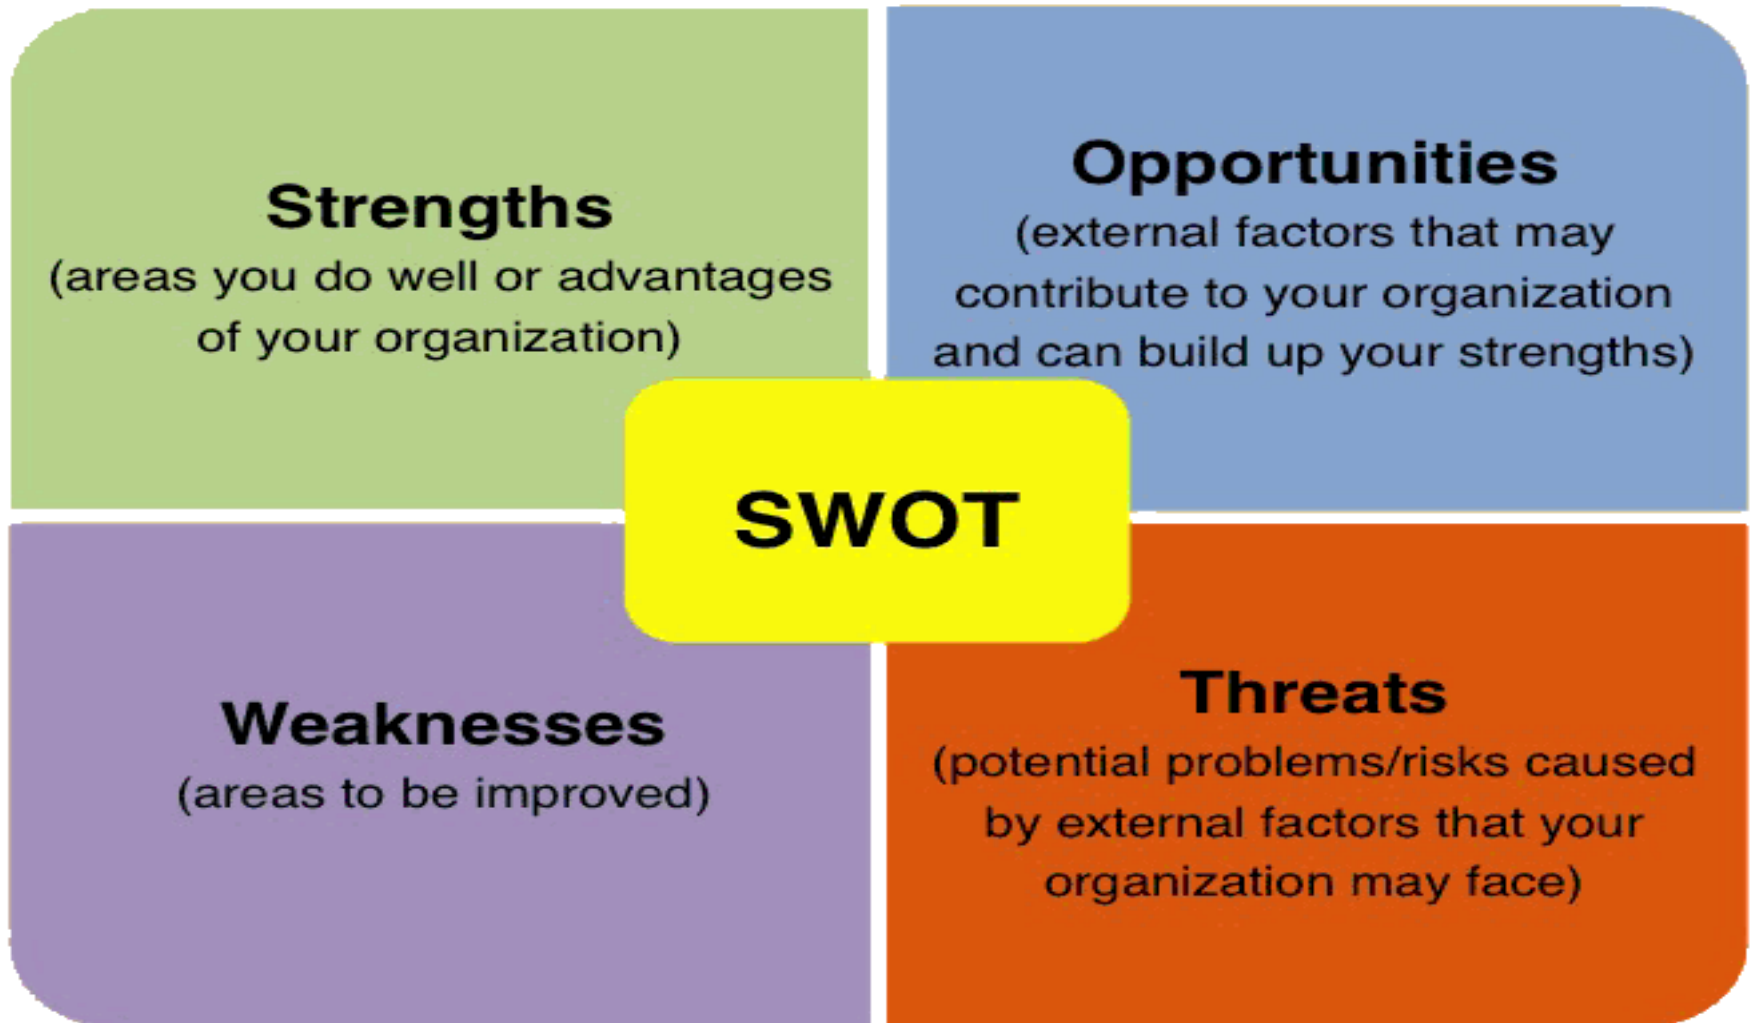 Strengths
(areas you do well or advantages
of your organization)
Opportunities
(external factors that may
contribute to your organization
and can build up your strengths)
SWOT
Weaknesses
(areas to be improved)
Threats
(potential problems/risks caused
by external factors that your
organization may face)